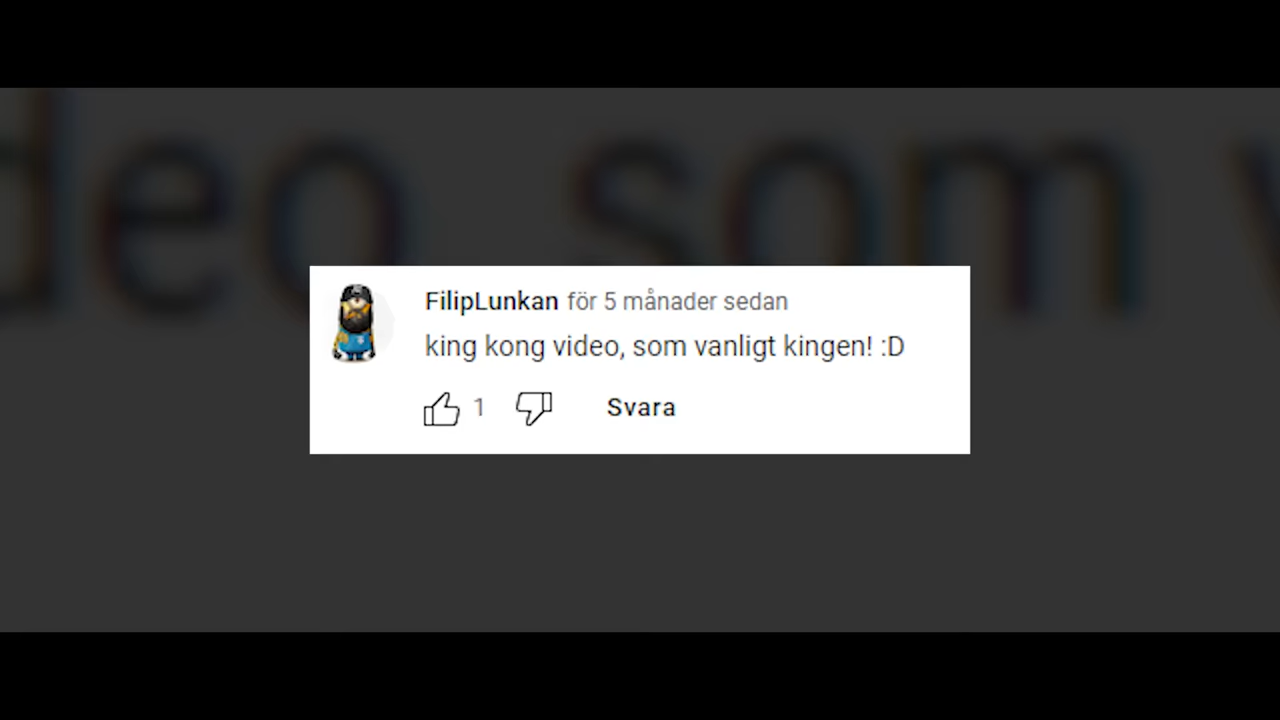 deo, som v
FilipLunkan för 5 månader sedan
king kong video, som vanligt kingen! :D
1
Svara